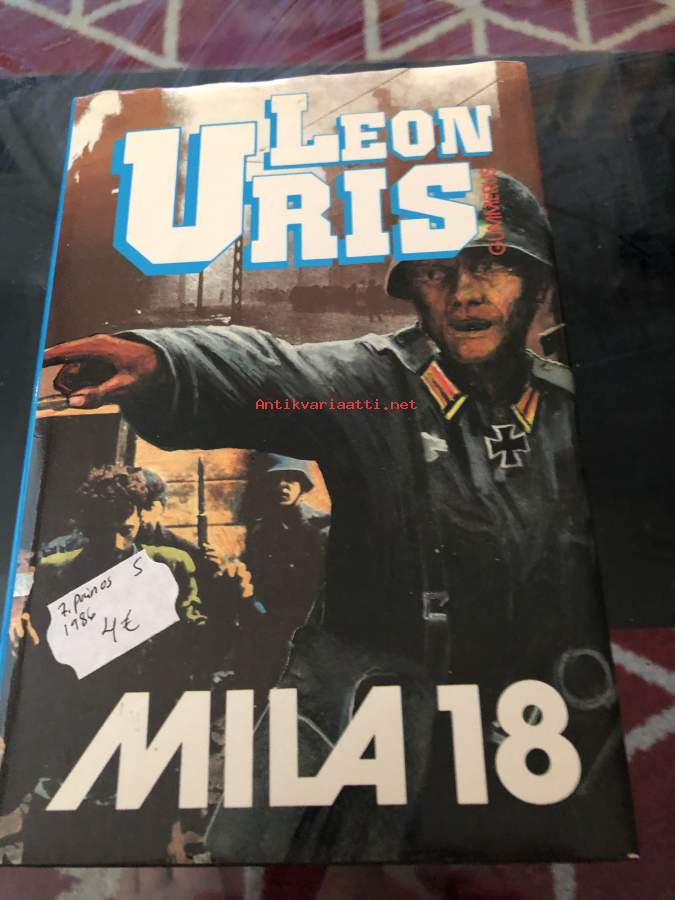 LEON
URIS
GUMMERUS
Antikvariaatti.net
7. painos S
1986 4€
MILA 18